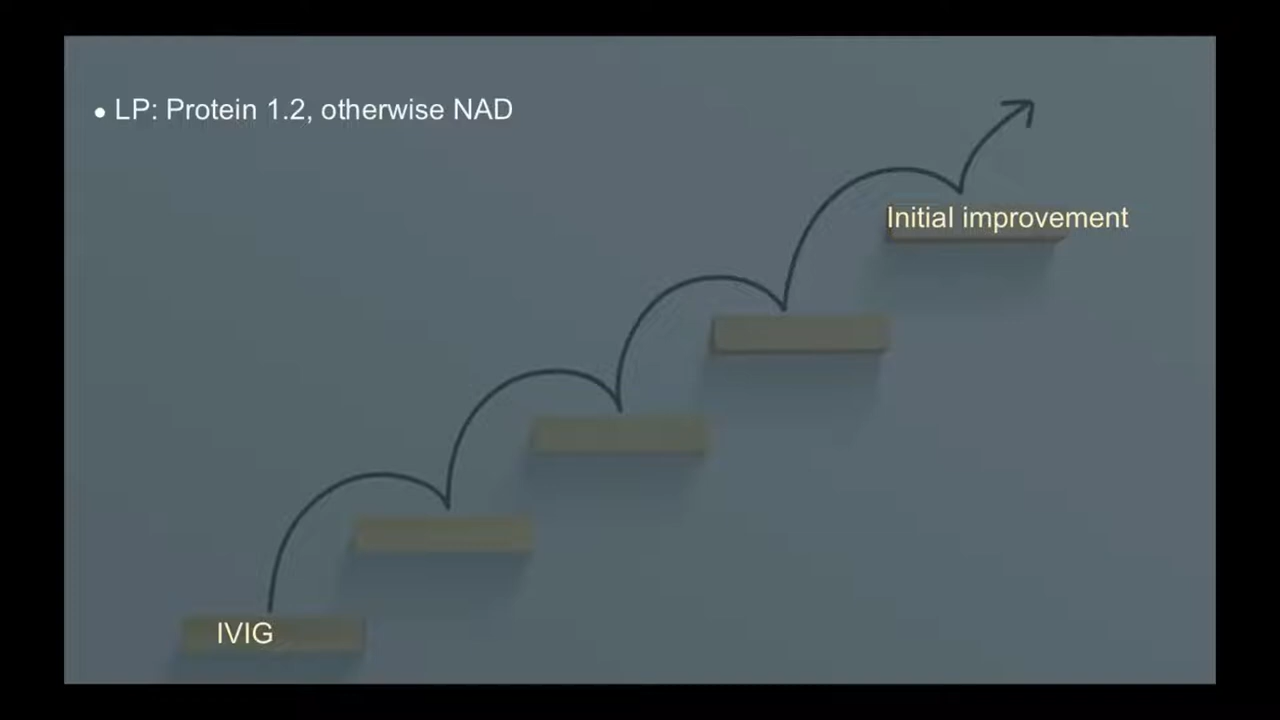 • LP: Protein 1.2, otherwise NAD
Initial improvement
IVIG